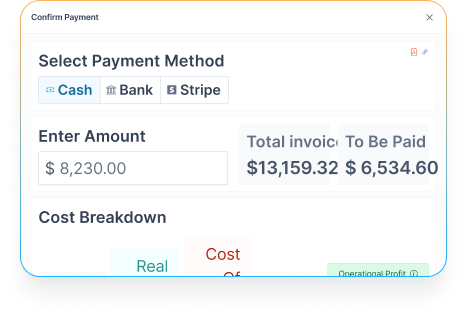 Confirm Payment
Select Payment Method
Cash Bank Stripe
Enter Amount
Total invoic To Be Paid
$ 8,230.00
$13,159.32 $ 6,534.60
Cost Breakdown
Real
Cost
Of
Operational Profit